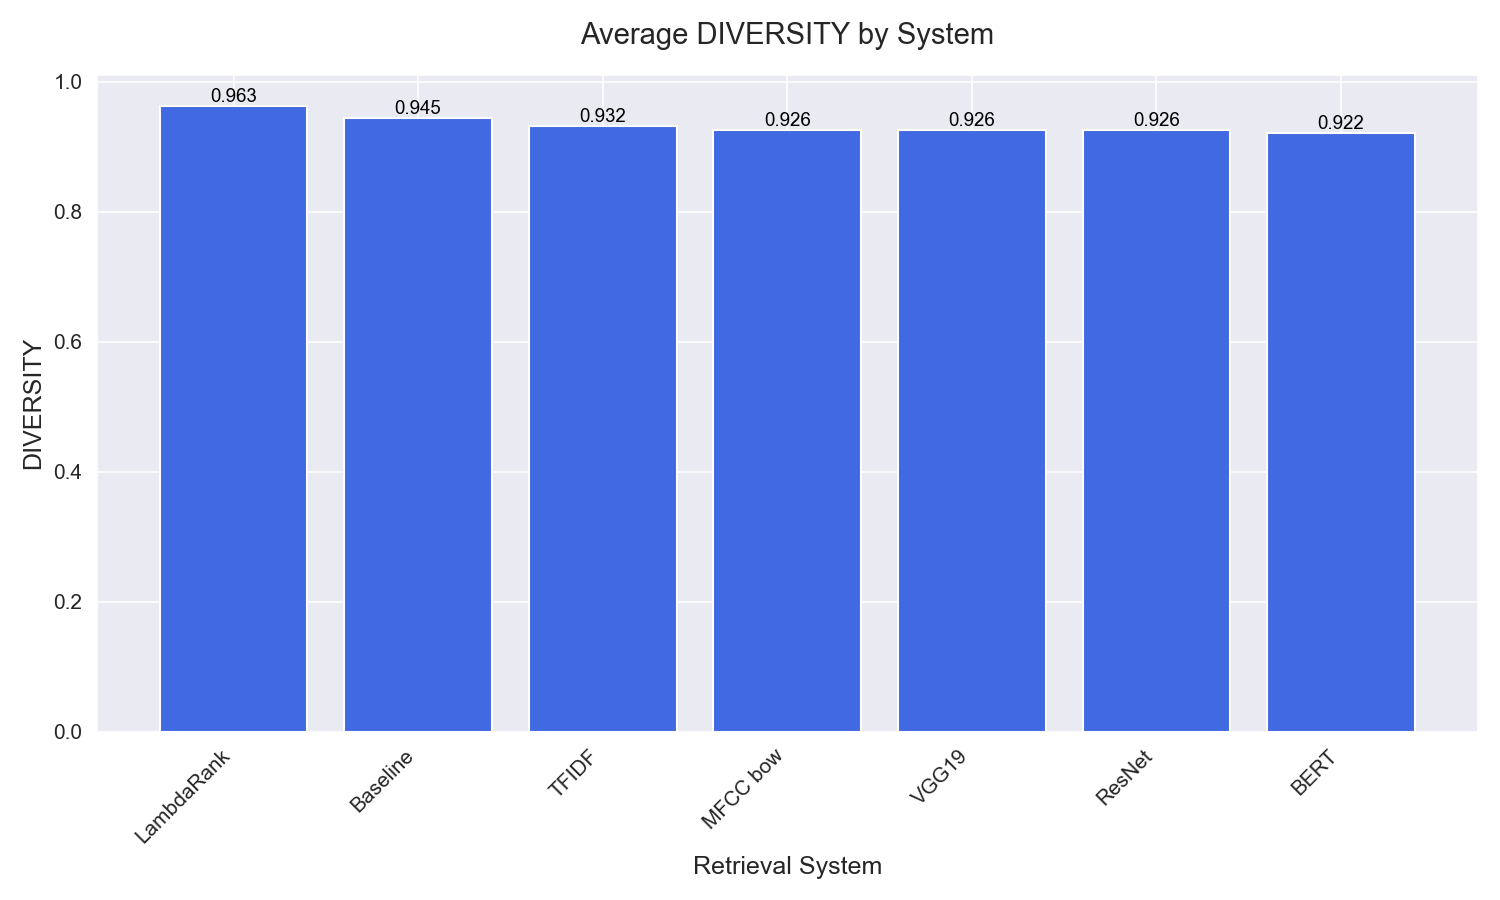 Average DIVERSITY by System
DIVERSITY
1.0
0.8
0.6
0.4
0.2
0.0
0.963
0.945
0.932
0.926
0.926
0.926
0.922
LambdaRank
Baseline
TFIDF
MFCC bow
VGG19
ResNet
BERT
Retrieval System